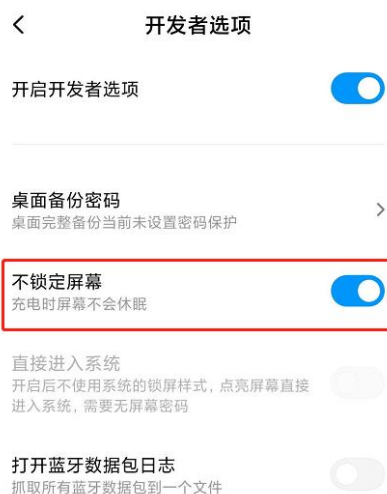 开发者选项
开启开发者选项
桌面备份密码
桌面完整备份当前未设置密码保护
不锁定屏幕
充电时屏幕不会休眠
直接进入系统
开启后不使用系统的锁屏样式，点亮屏幕直接
进入系统，需要无屏幕密码
打开蓝牙数据包日志
抓取所有蓝牙数据包到一个文件